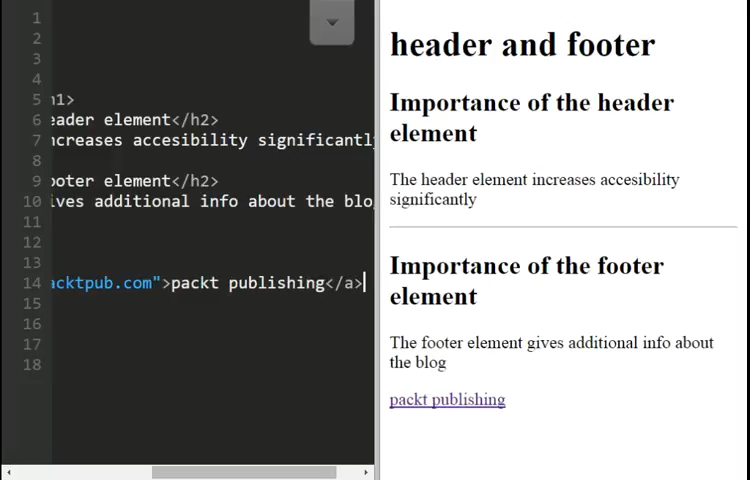 1
2
3
4
5 h1>
6 eader element</h2>
7 ncreases accesibility significantly
8
9 ooter element</h2>
10 ives additional info about the blo
11
12
13
14 acktpub.com">packt publishing</a>
15
16
17
18
header and footer
Importance of the header
element
The header element increases accesibility
significantly
Importance of the footer
element
The footer element gives additional info about
the blog
packt publishing